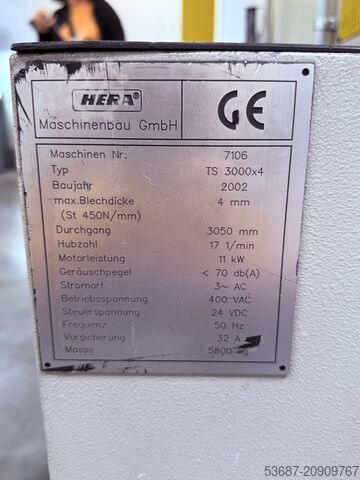 HERA®
Maschinenbau GmbH
CE
Maschinen Nr. 7106
Typ TS 3000x4
Baujahr 2002
max.Blechdicke 4 mm
(St 450N/mm)
Durchgang 3050 mm
Hubzahl 17 1/min
Motorleistung 11 kW
Geräuschpegel < 70 db(A)
Stromart 3~ AC
Betriebsspannung 400 VAC
Steuerspannung 24 VDC
Frequenz 50 Hz
Vorsicherung 32 A
Masse 5800 kg
53687-20909767